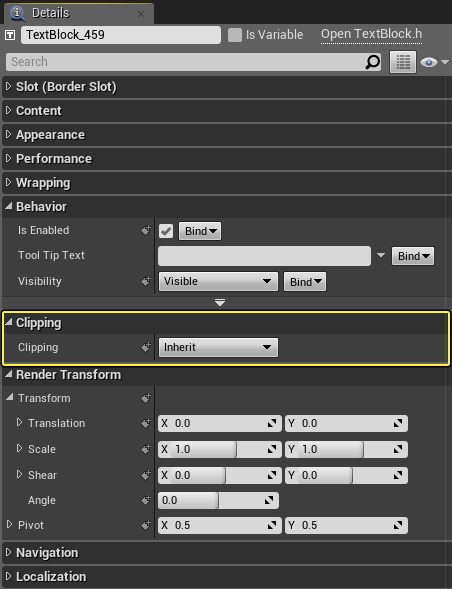 Details
TextBlock_459 Is Variable Open TextBlock.h
Search
Slot (Border Slot)
Content
Appearance
Performance
Wrapping
Behavior
Is Enabled Bind
Tool Tip Text Bind
Visibility Visible Bind
Clipping
Clipping Inherit
Render Transform
Transform
Translation X 0.0 Y 0.0
Scale X 1.0 Y 1.0
Shear X 0.0 Y 0.0
Angle 0.0
Pivot X 0.5 Y 0.5
Navigation
Localization